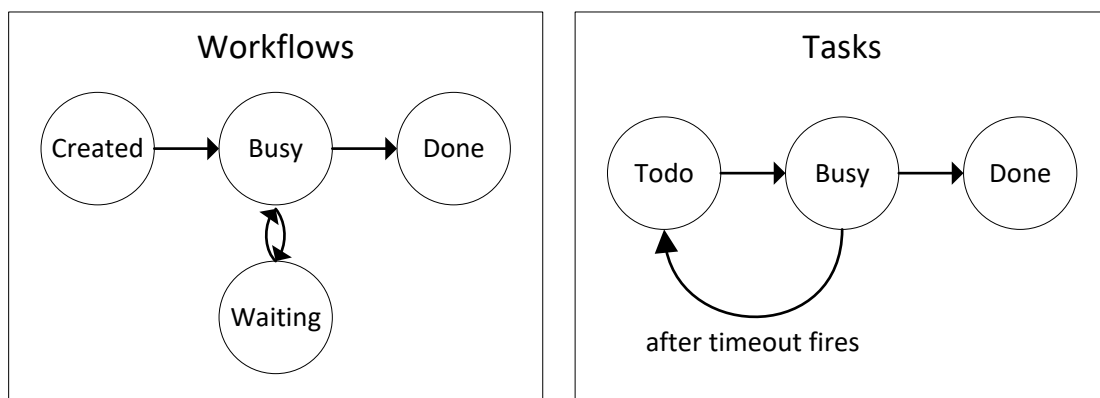 Workflows
Created
Busy
Done
Waiting
Tasks
Todo
Busy
Done
after timeout fires